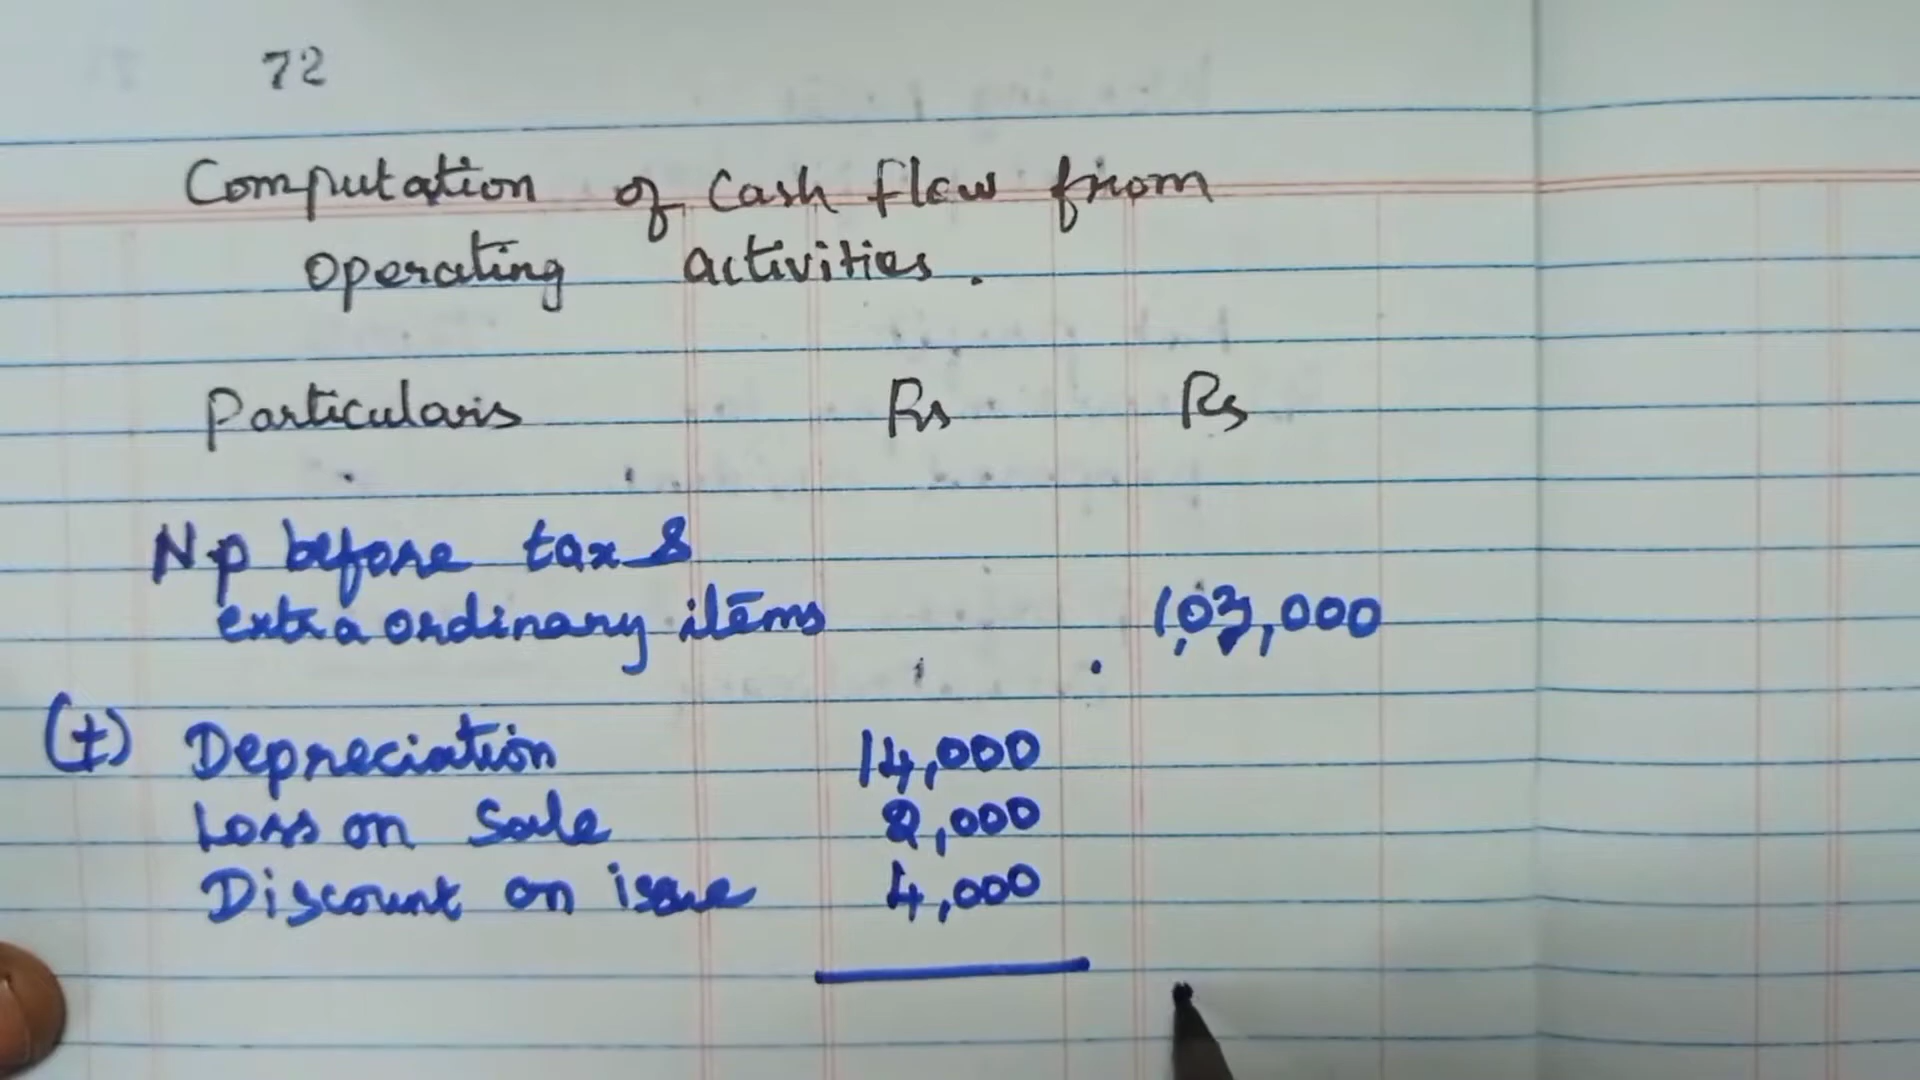 72
Computation of cash flow from
operating activities.
Particulars Rs Rs
Np before tax &
extra ordinary items 1,03,000
(+) Depreciation 14,000
Loss on Sale 2,000
Discount on issue 4,000